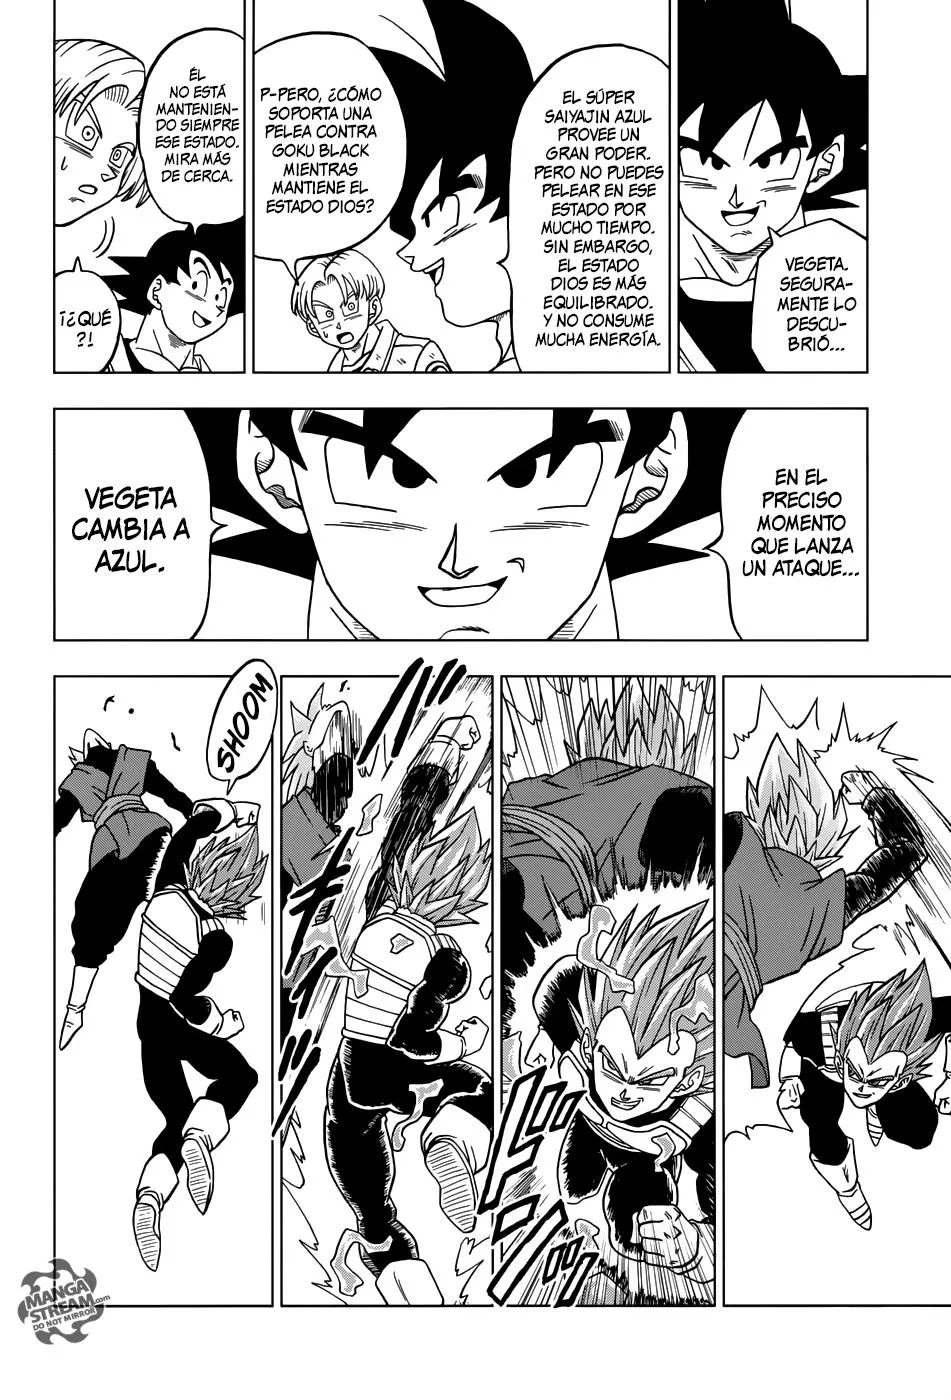 VEGETA.
SEGURA-
MENTE LO
DESCU-
BRIÓ...
EL SÚPER
SAIYAJIN AZUL
PROVEE UN
GRAN PODER.
PERO NO PUEDES
PELEAR EN ESE
ESTADO POR
MUCHO TIEMPO.
SIN EMBARGO,
EL ESTADO
DIOS ES MÁS
EQUILIBRADO.
Y NO CONSUME
MUCHA ENERGÍA.
P-PERO, ¿CÓMO
SOPORTA UNA
PELEA CONTRA
GOKU BLACK
MIENTRAS
MANTIENE EL
ESTADO DIOS?
ÉL
NO ESTÁ
MANTENIEN-
DO SIEMPRE
ESE ESTADO.
MIRA MÁS
DE CERCA.
¡¿QUÉ
?!
EN EL
PRECISO
MOMENTO
QUE LANZA
UN ATAQUE...
VEGETA
CAMBIA A
AZUL.
SHOOM
MANGA
STREAM.com
DO NOT MIRROR